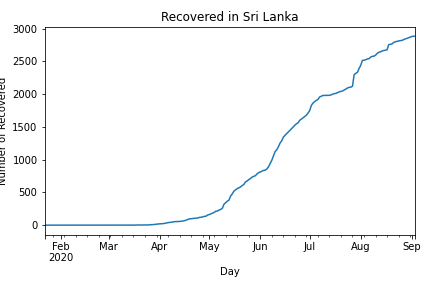 Recovered in Sri Lanka
Number of Recovered
3000
2500
2000
1500
1000
500
0
Feb Mar Apr May Jun Jul Aug Sep
2020
Day